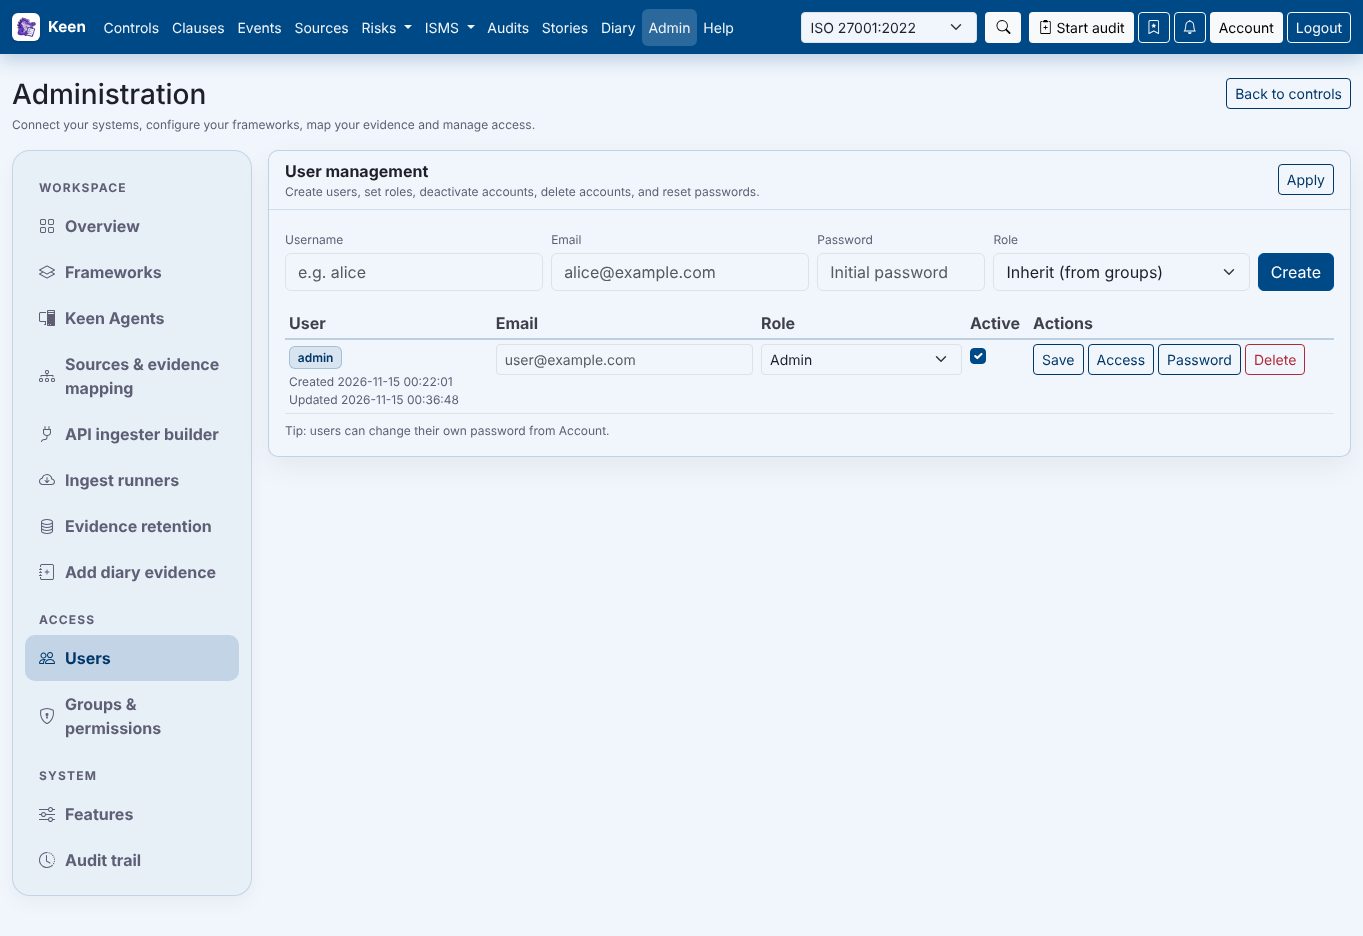 Keen
Controls
Clauses
Events
Sources
Risks
ISMS
Audits
Stories
Diary
Admin
Help
ISO 27001:2022
Start audit
Account
Logout
Administration
Back to controls
Connect your systems, configure your frameworks, map your evidence and manage access.
WORKSPACE
Overview
Frameworks
Keen Agents
Sources & evidence
mapping
API ingester builder
Ingest runners
Evidence retention
Add diary evidence
ACCESS
Users
Groups &
permissions
SYSTEM
Features
Audit trail
User management
Create users, set roles, deactivate accounts, delete accounts, and reset passwords.
Apply
Username
Email
Password
Role
e.g. alice
alice@example.com
Initial password
Inherit (from groups)
Create
User
Email
Role
Active
Actions
admin
user@example.com
Admin
Save
Access
Password
Delete
Created 2026-11-15 00:22:01
Updated 2026-11-15 00:36:48
Tip: users can change their own password from Account.